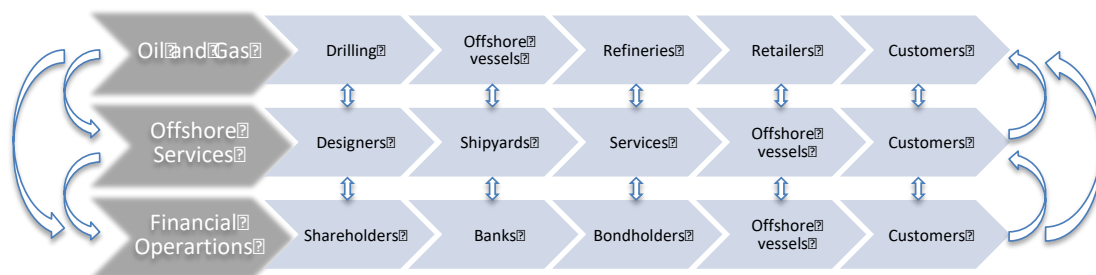 Oil and Gas
Drilling
Offshore
vessels
Refineries
Retailers
Customers
Offshore
Services
Designers
Shipyards
Services
Offshore
vessels
Customers
Financial
Operartions
Shareholders
Banks
Bondholders
Offshore
vessels
Customers